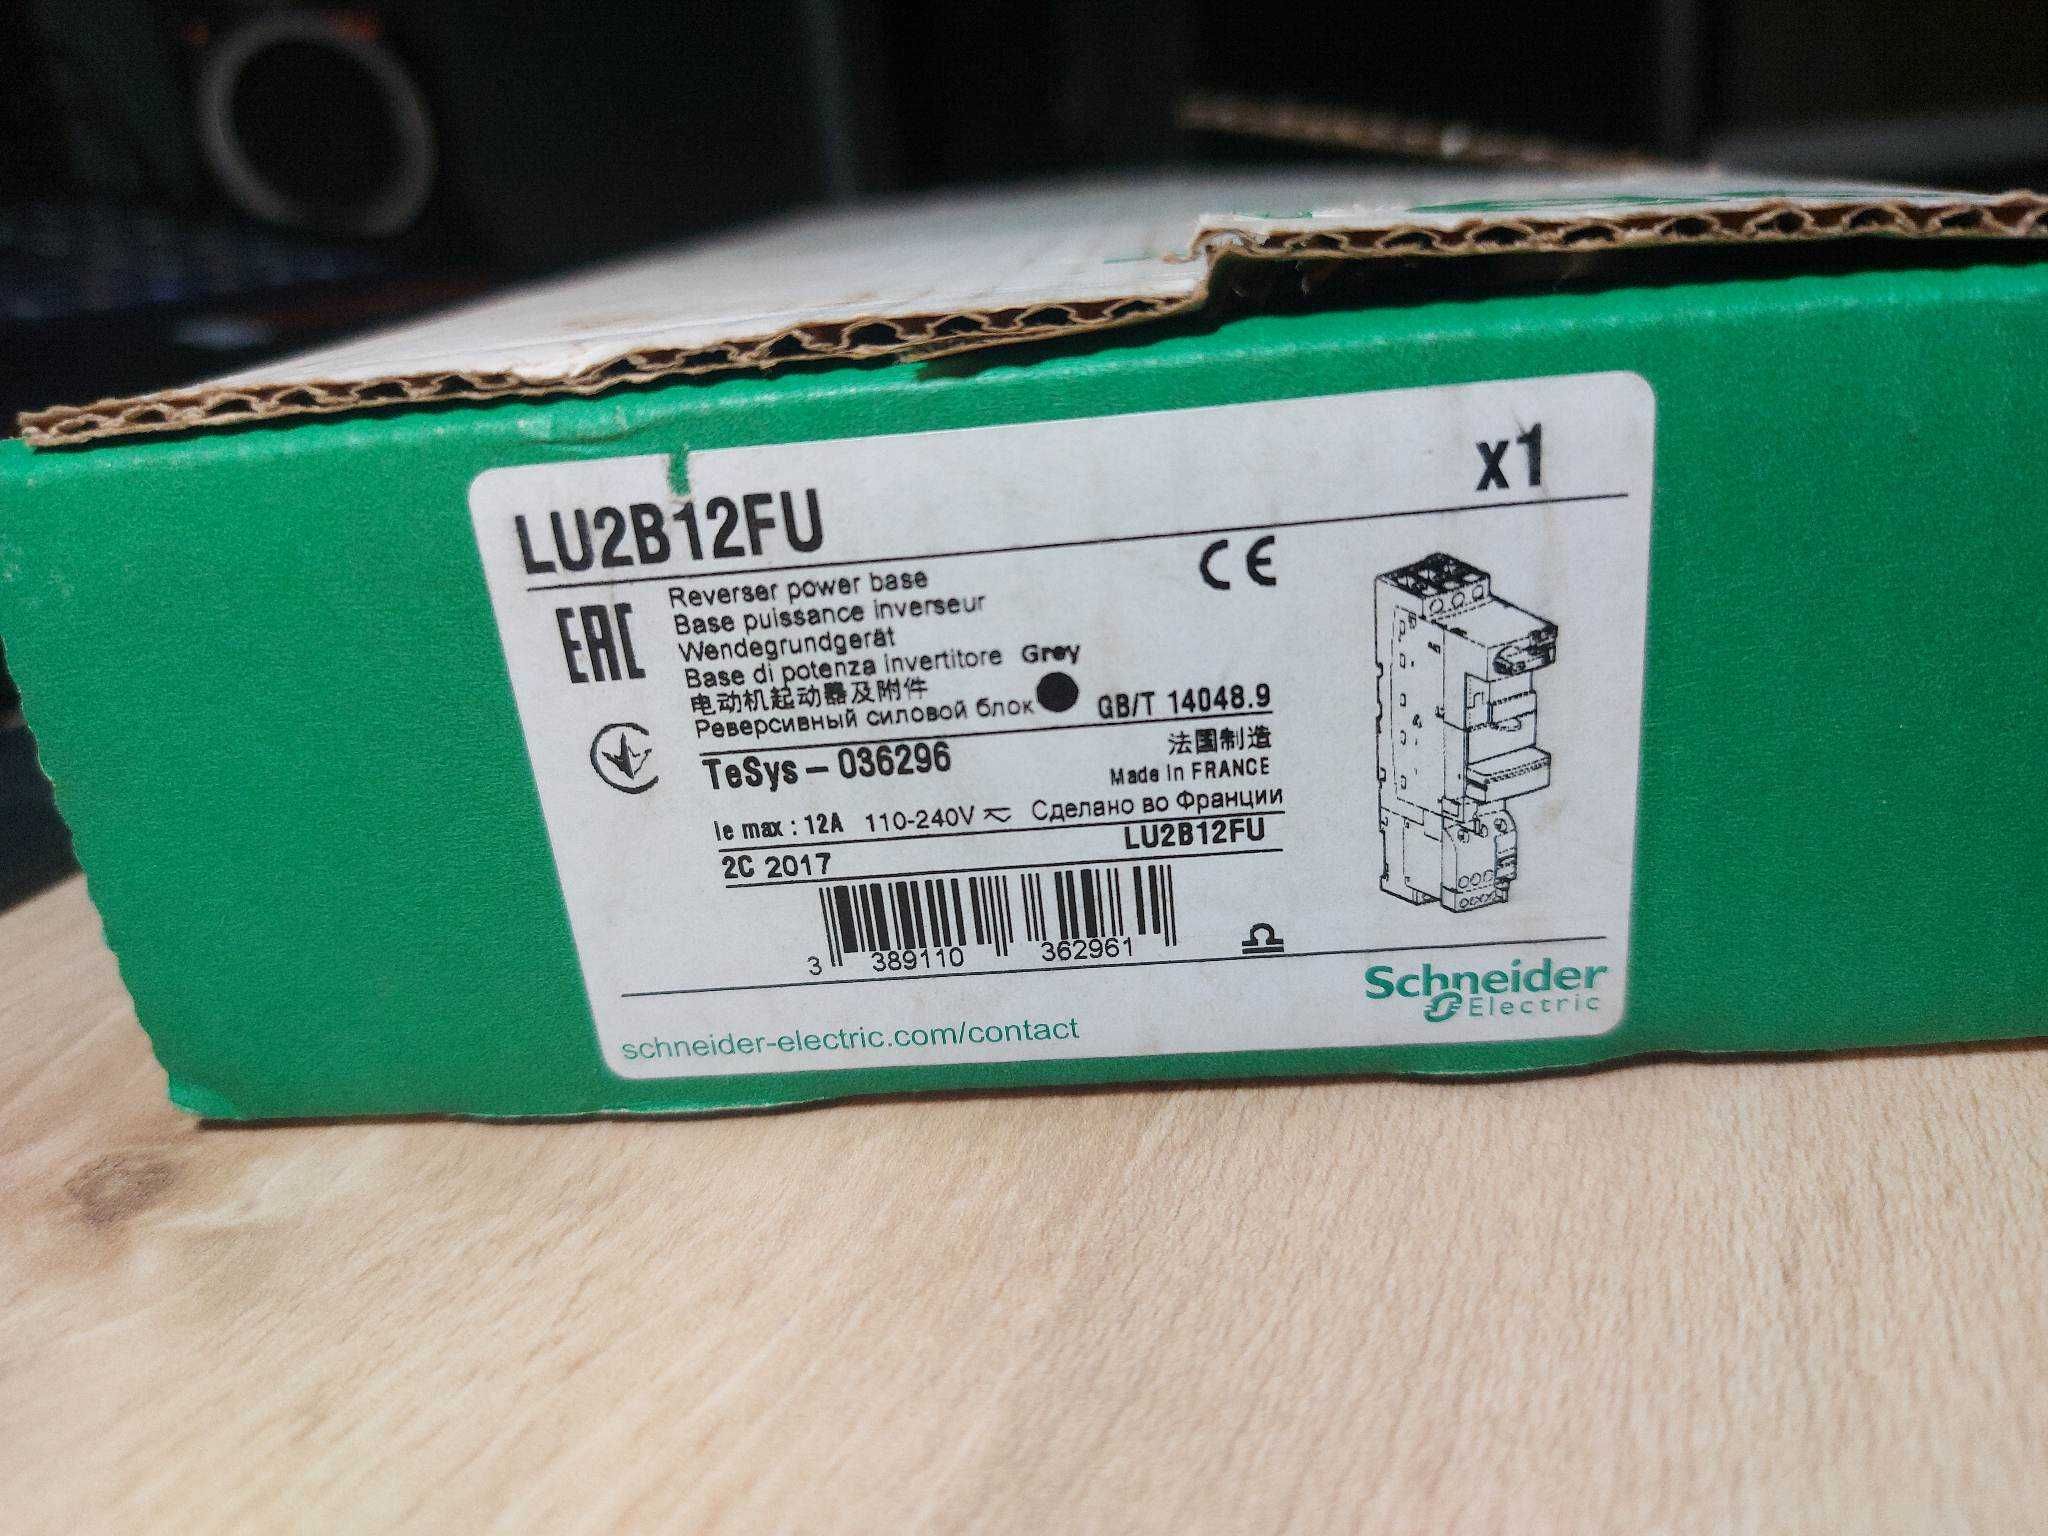 LU2B12FU
x1
EAC
CE
Reverser power base
Base puissance inverseur
Wendegrundgerät
Base di potenza invertitore Grey
电动机起动器及附件
Реверсивный силовой блок
GB/T 14048.9
TeSys - 036296
法国制造
Made in FRANCE
Ie max : 12A 110-240V Сделано во Франции
LU2B12FU
2C 2017
3 389110 362961
schneider-electric.com/contact
Schneider
Electric